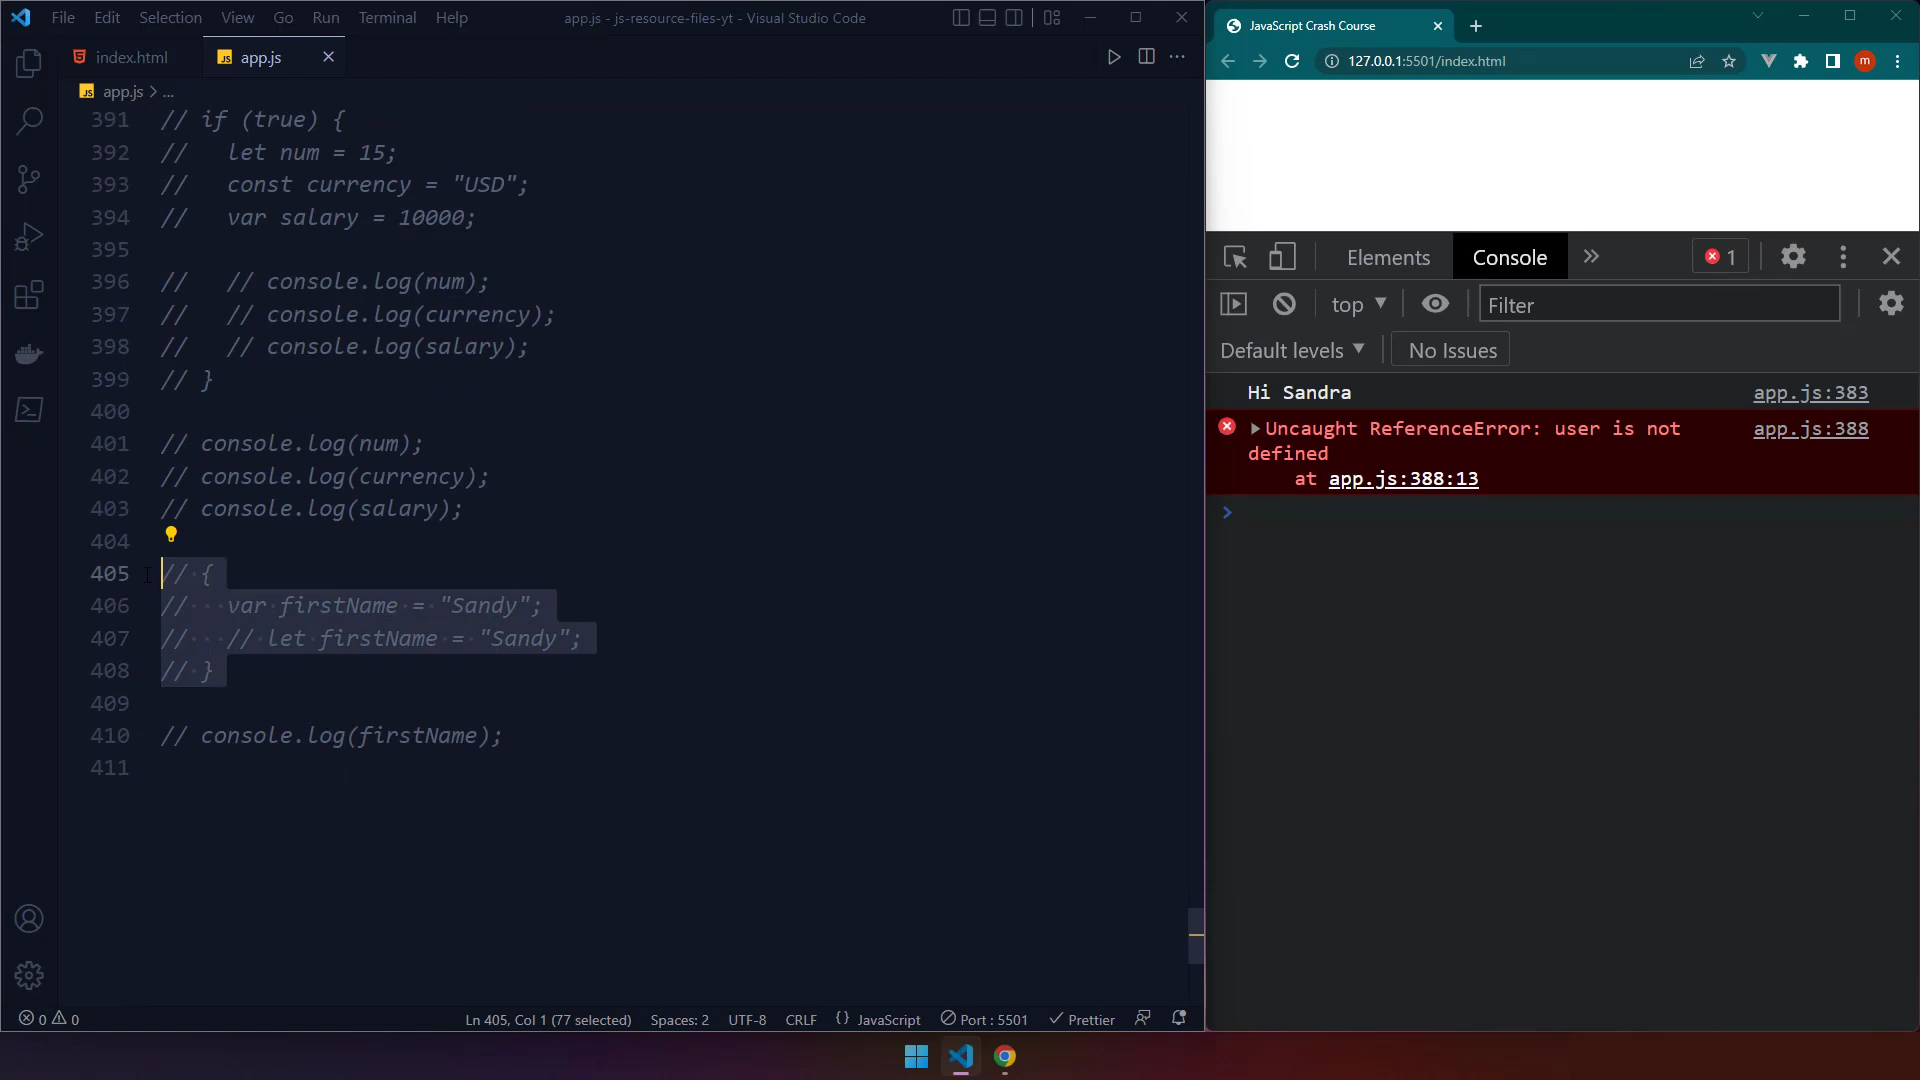 File Edit Selection View Go Run Terminal Help
app.js - js-resource-files-yt - Visual Studio Code
index.html
JS app.js
JS app.js > ...
391 // if (true) {
392 //   let num = 15;
393 //   const currency = "USD";
394 //   var salary = 10000;
395
396 //   // console.log(num);
397 //   // console.log(currency);
398 //   // console.log(salary);
399 // }
400
401 // console.log(num);
402 // console.log(currency);
403 // console.log(salary);
404
405 // {
406 //   var firstName = "Sandy";
407 //   // let firstName = "Sandy";
408 // }
409
410 // console.log(firstName);
411
0 0
Ln 405, Col 1 (77 selected) Spaces: 2 UTF-8 CRLF {} JavaScript Port : 5501 Prettier
JavaScript Crash Course
127.0.0.1:5501/index.html
m
Elements Console » 1
top Filter
Default levels No Issues
Hi Sandra app.js:383
Uncaught ReferenceError: user is not app.js:388
defined
at app.js:388:13
>